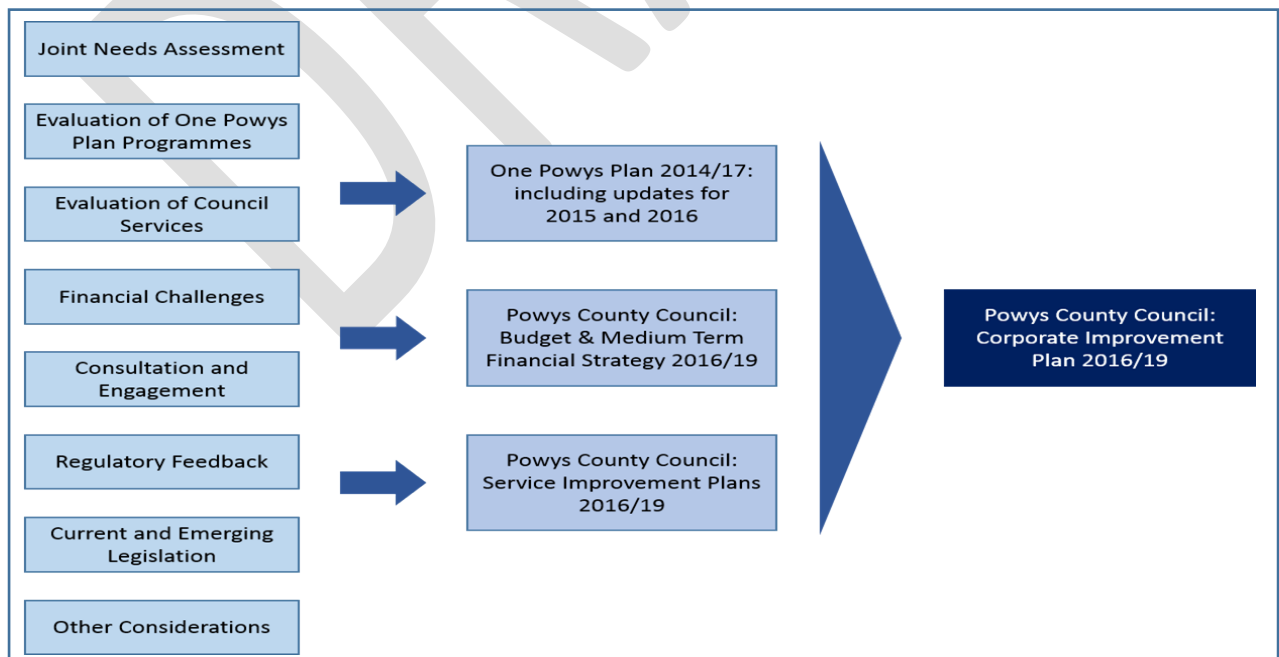 Joint Needs Assessment
Evaluation of One Powys
Plan Programmes
Evaluation of Council
Services
Financial Challenges
Consultation and
Engagement
Regulatory Feedback
Current and Emerging
Legislation
Other Considerations
One Powys Plan 2014/17:
including updates for
2015 and 2016
Powys County Council:
Budget & Medium Term
Financial Strategy 2016/19
Powys County Council:
Service Improvement Plans
2016/19
Powys County Council:
Corporate Improvement
Plan 2016/19